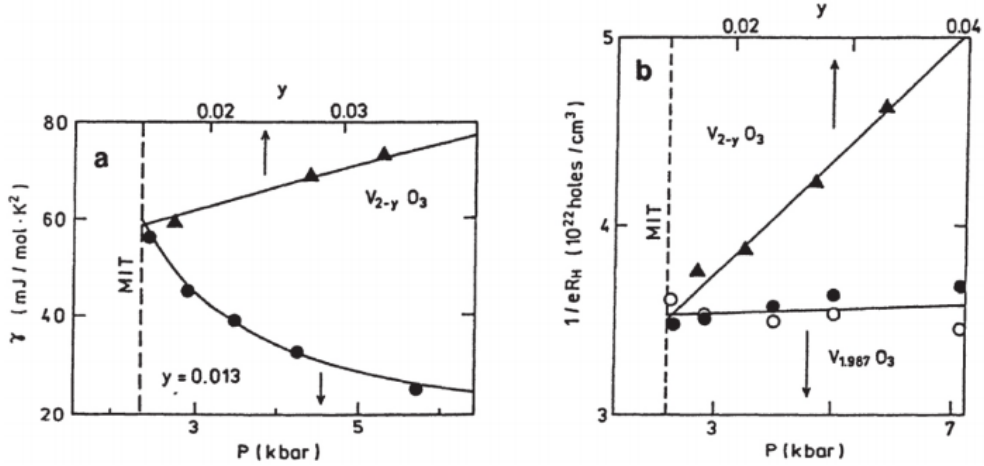 a
y
0.02
0.03
80
60
40
20
γ (mJ / mol · K²)
MIT
V₂₋ᵧ O₃
y = 0.013
3
5
P (kbar)
b
y
0.02
0.04
5
4
3
1/eRH (10²² holes / cm³)
MIT
V₂₋ᵧ O₃
V₁.₉₈₇ O₃
3
7
P (kbar)